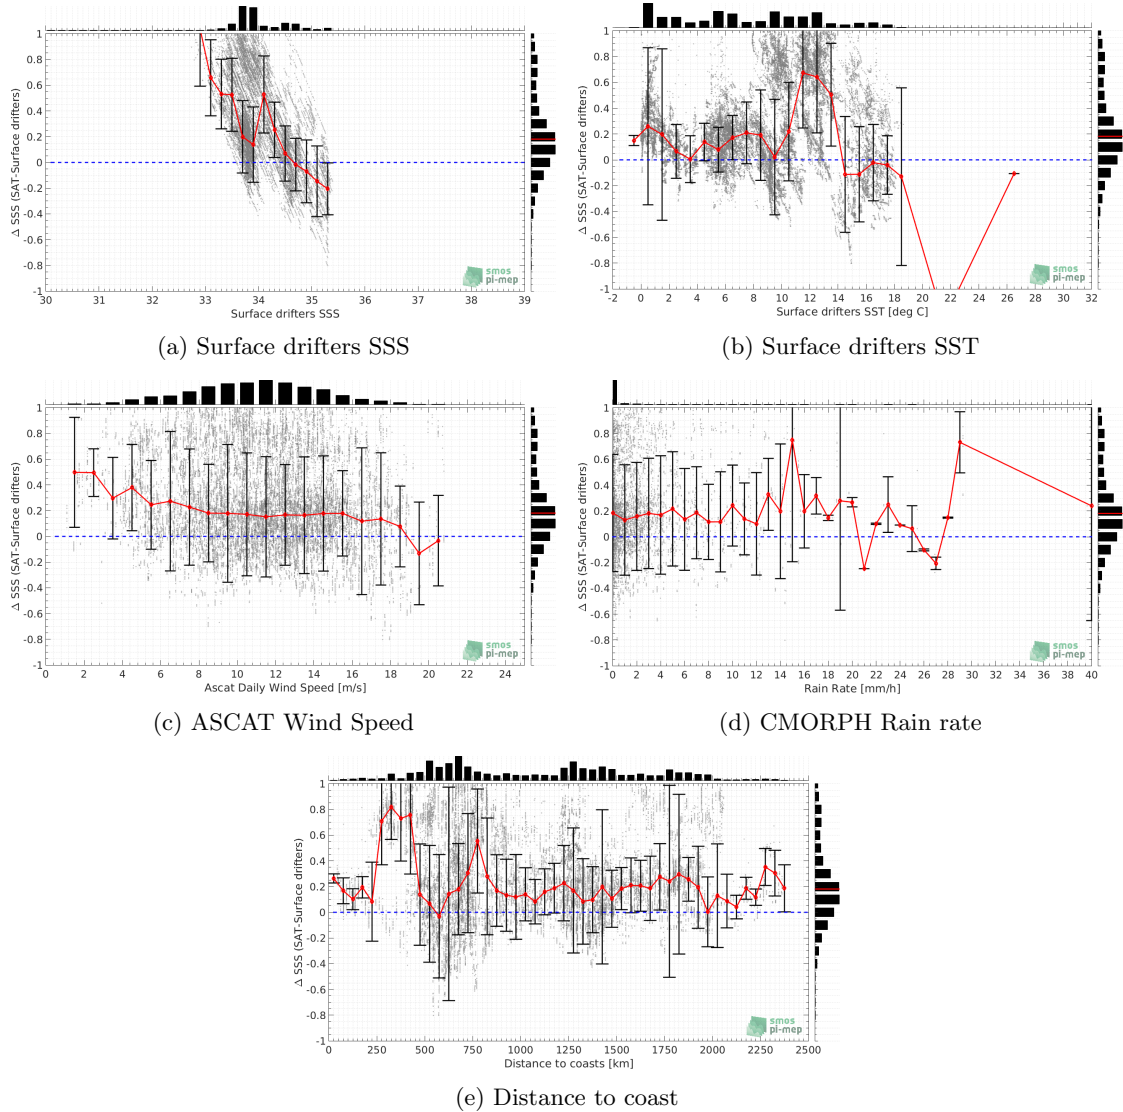 Δ SSS (SAT-Surface drifters)
1
0.8
0.6
0.4
0.2
0
-0.2
-0.4
-0.6
-0.8
-1
30 31 32 33 34 35 36 37 38 39
Surface drifters SSS
smos
pi-mep
(a) Surface drifters SSS
Δ SSS (SAT-Surface drifters)
1
0.8
0.6
0.4
0.2
0
-0.2
-0.4
-0.6
-0.8
-1
-2 0 2 4 6 8 10 12 14 16 18 20 22 24 26 28 30 32
Surface drifters SST [deg C]
smos
pi-mep
(b) Surface drifters SST
Δ SSS (SAT-Surface drifters)
1
0.8
0.6
0.4
0.2
0
-0.2
-0.4
-0.6
-0.8
-1
0 2 4 6 8 10 12 14 16 18 20 22 24
Ascat Daily Wind Speed [m/s]
smos
pi-mep
(c) ASCAT Wind Speed
Δ SSS (SAT-Surface drifters)
1
0.8
0.6
0.4
0.2
0
-0.2
-0.4
-0.6
-0.8
-1
0 2 4 6 8 10 12 14 16 18 20 22 24 26 28 30 32 34 36 38 40
Rain Rate [mm/h]
smos
pi-mep
(d) CMORPH Rain rate
Δ SSS (SAT-Surface drifters)
1
0.8
0.6
0.4
0.2
0
-0.2
-0.4
-0.6
-0.8
-1
0 250 500 750 1000 1250 1500 1750 2000 2250 2500
Distance to coasts [km]
smos
pi-mep
(e) Distance to coast